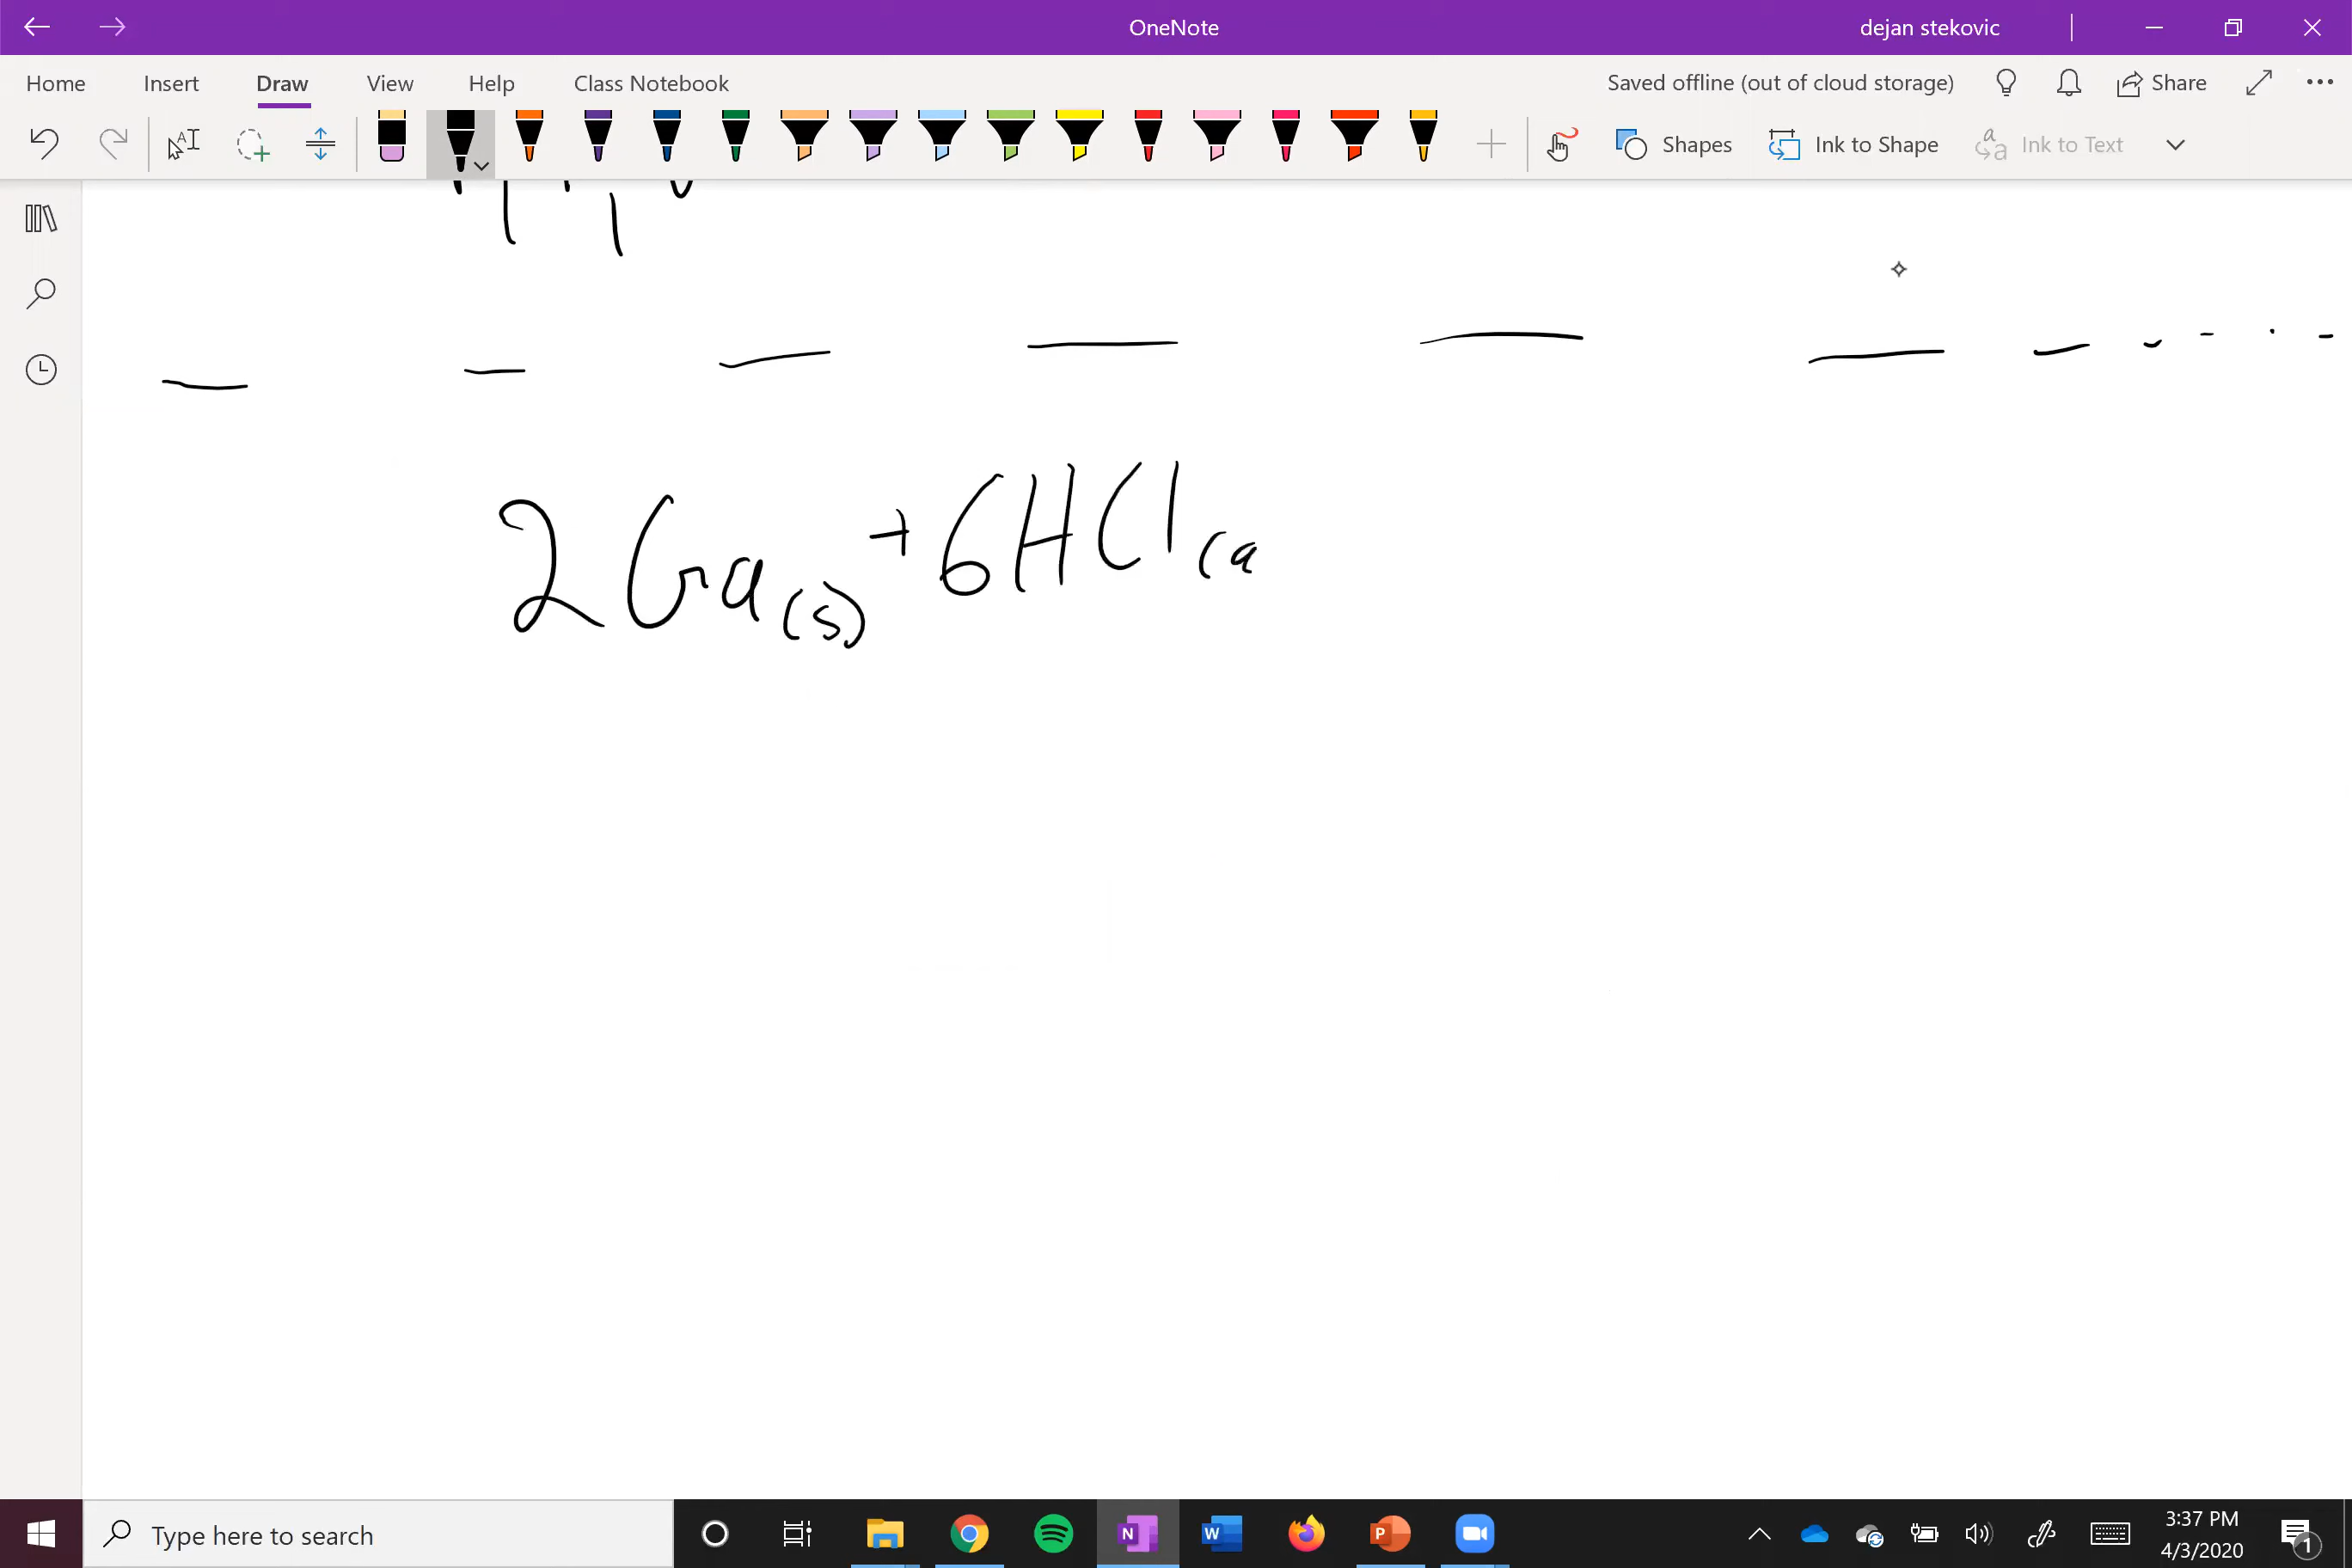 OneNote
dejan stekovic
Home Insert Draw View Help Class Notebook
Saved offline (out of cloud storage) Share
Shapes Ink to Shape Ink to Text
2Ga(s) + 6HCl(a
Type here to search
3:37 PM
4/3/2020
1